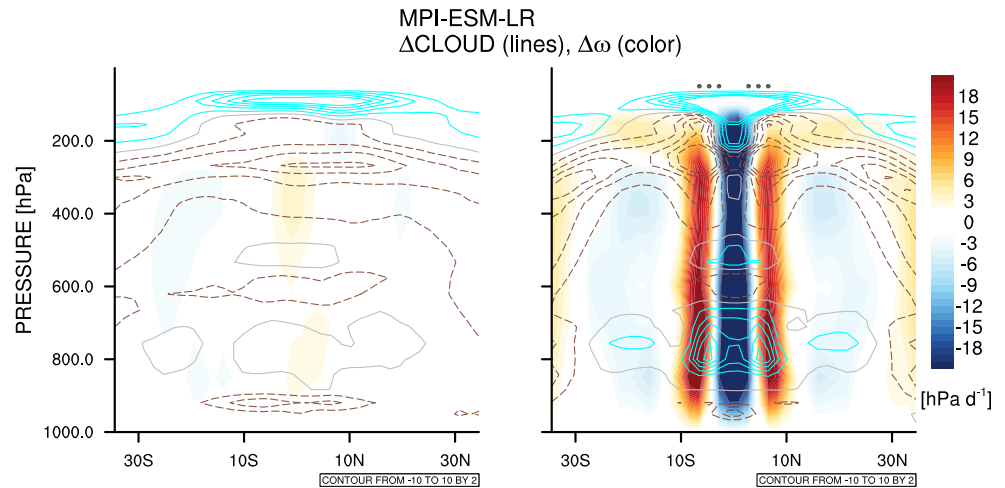 MPI-ESM-LR
ΔCLOUD (lines), Δω (color)
PRESSURE [hPa]
200.0
400.0
600.0
800.0
1000.0
30S 10S 10N 30N
CONTOUR FROM -10 TO 10 BY 2
30S 10S 10N 30N
CONTOUR FROM -10 TO 10 BY 2
18
15
12
9
6
3
0
-3
-6
-9
-12
-15
-18
[hPa d⁻¹]